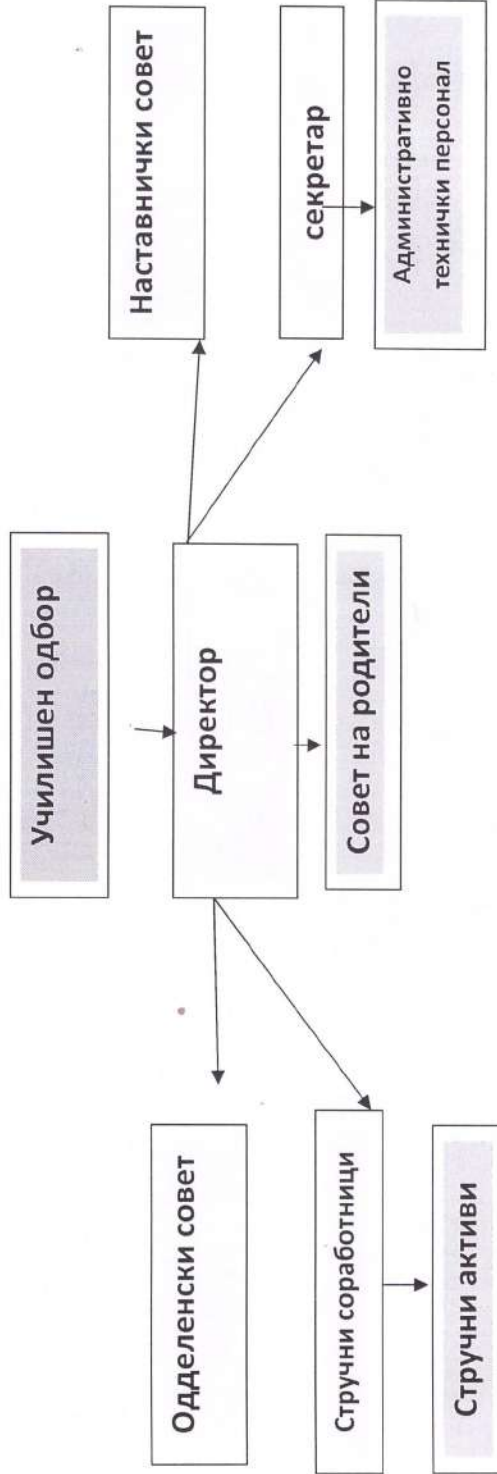 Училишен одбор
Одделенски совет
Директор
Наставнички совет
Стручни соработници
Совет на родители
секретар
Стручни активи
Административно
технички персонал